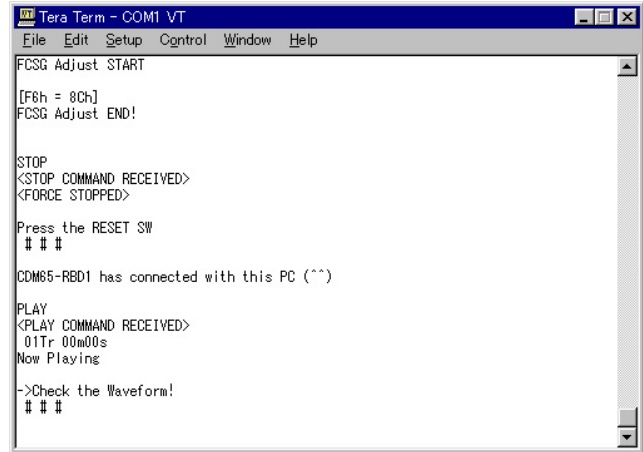 Tera Term - COM1 VT
File Edit Setup Control Window Help
FCSG Adjust START
[F6h = 8Ch]
FCSG Adjust END!
STOP
<STOP COMMAND RECEIVED>
<FORCE STOPPED>
Press the RESET SW
# # #
CDM65-RBD1 has connected with this PC (^^)
PLAY
<PLAY COMMAND RECEIVED>
01Tr 00m00s
Now Playing
->Check the Waveform!
# # #